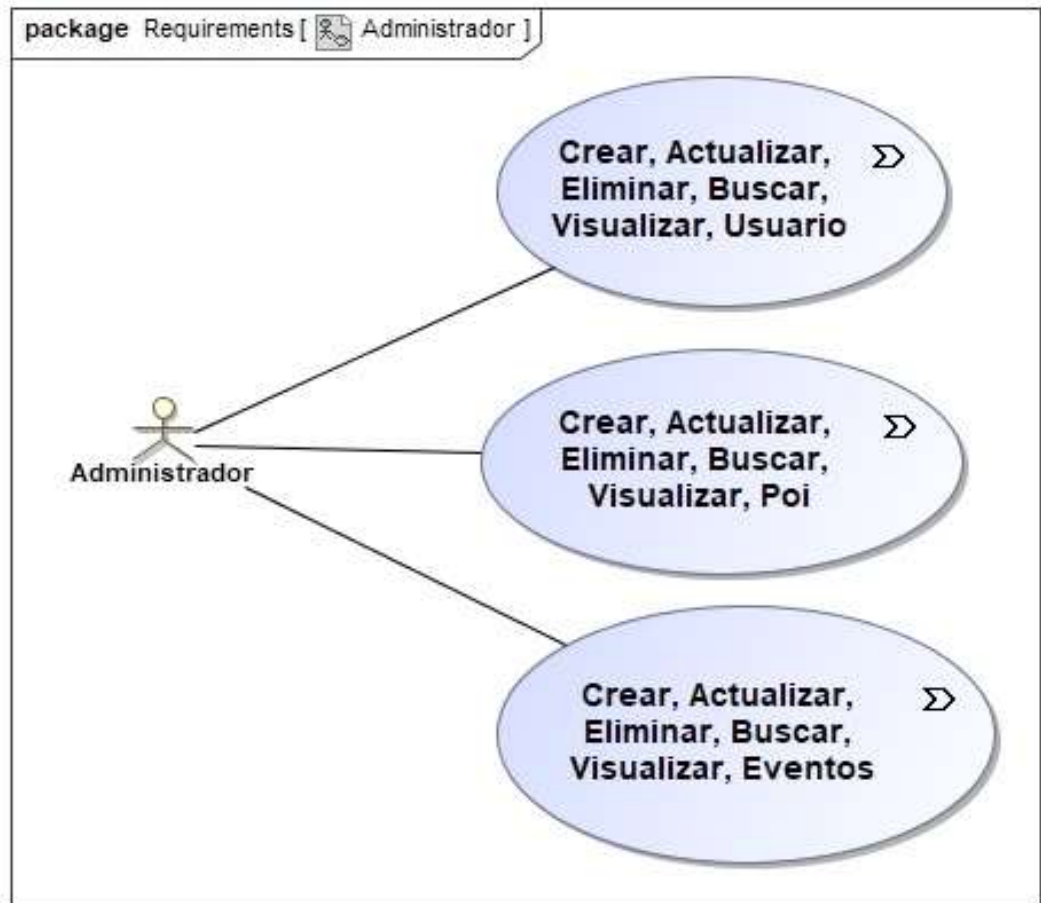 package Requirements [ Administrador ]
Crear, Actualizar,
Eliminar, Buscar,
Visualizar, Usuario
Crear, Actualizar,
Eliminar, Buscar,
Visualizar, Poi
Administrador
Crear, Actualizar,
Eliminar, Buscar,
Visualizar, Eventos